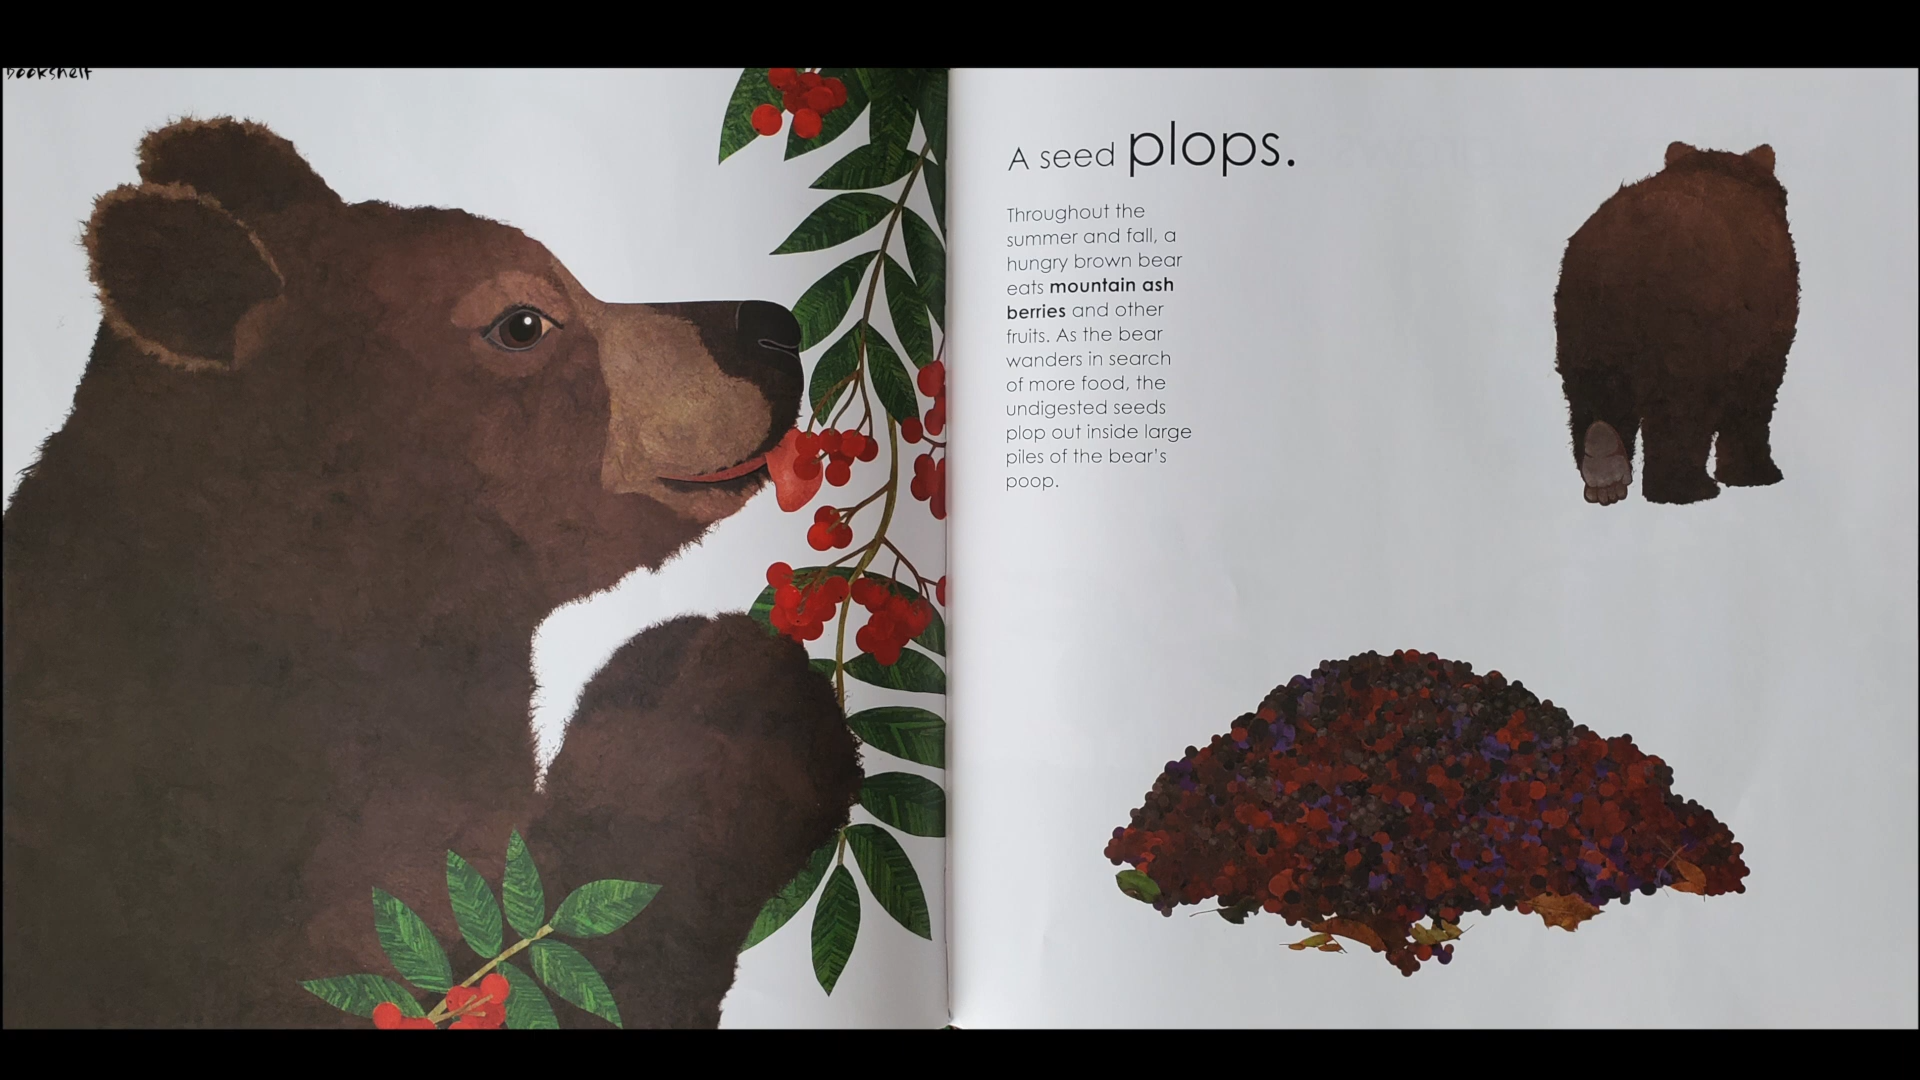 bookshelf
A seed plops.
Throughout the
summer and fall, a
hungry brown bear
eats mountain ash
berries and other
fruits. As the bear
wanders in search
of more food, the
undigested seeds
plop out inside large
piles of the bear's
poop.